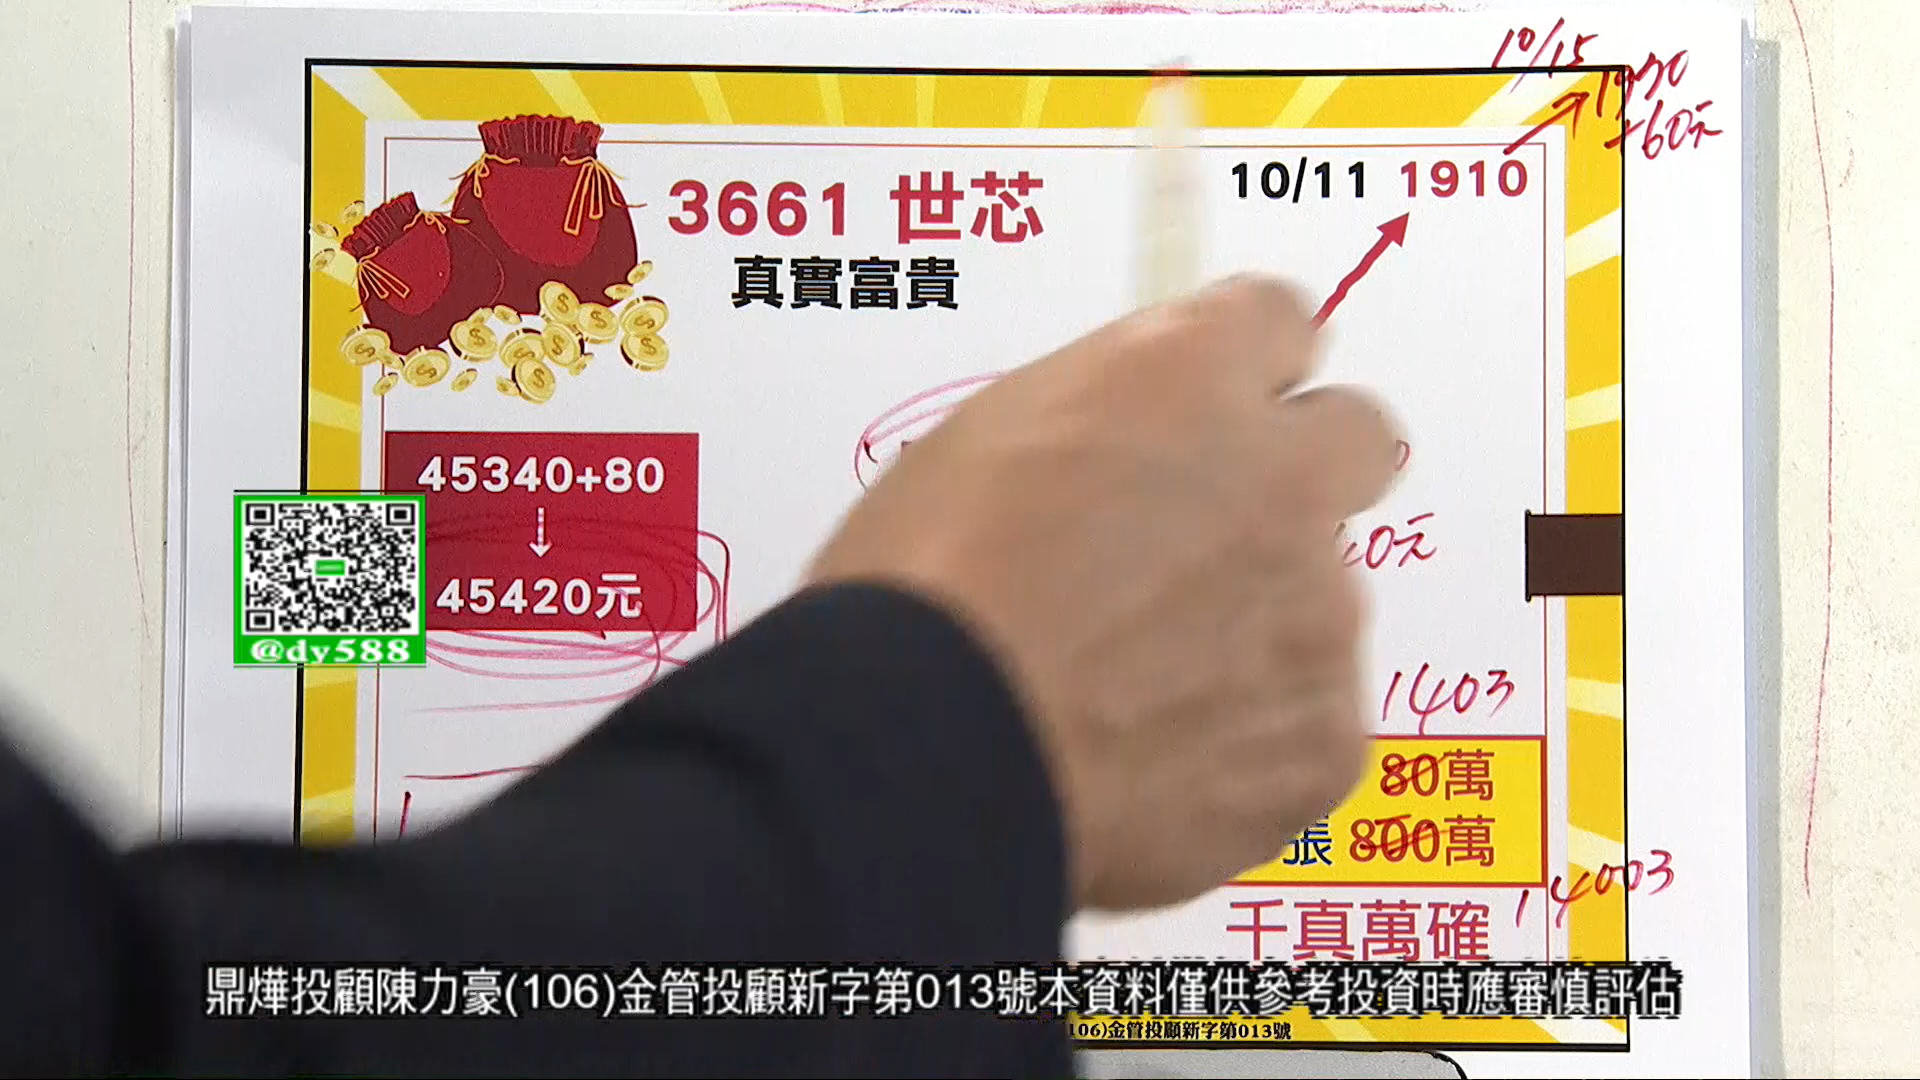 10/15
1970
+60元
3661 世芯
10/11 1910
真實富貴
45340+80
45420元
@dy588
0元
1403
80萬
張 800萬
14003
千真萬確
鼎燁投顧陳力豪(106)金管投顧新字第013號本資料僅供參考投資時應審慎評估
106)金管投顧新字第013號